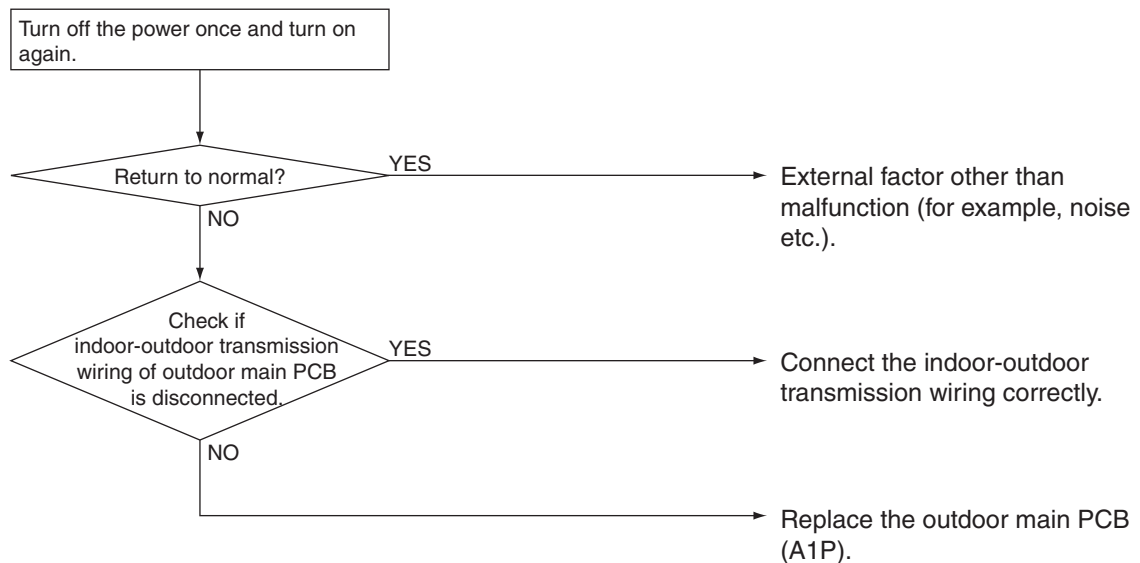 Turn off the power once and turn on
again.
Return to normal?
YES
External factor other than
malfunction (for example, noise
etc.).
NO
Check if
indoor-outdoor transmission
wiring of outdoor main PCB
is disconnected.
YES
Connect the indoor-outdoor
transmission wiring correctly.
NO
Replace the outdoor main PCB
(A1P).